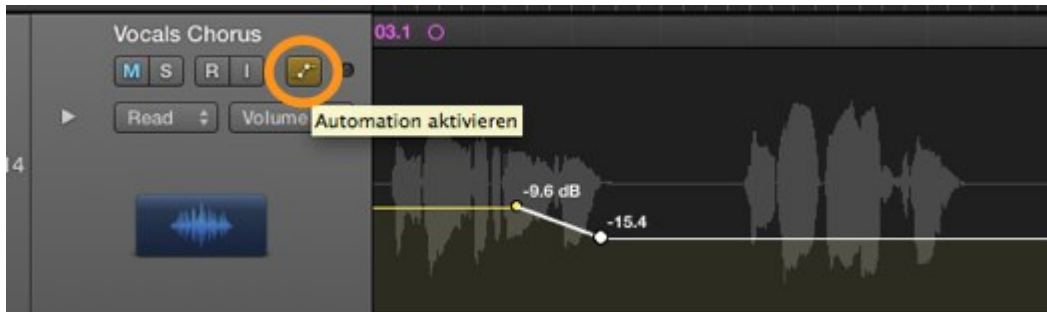 Vocals Chorus
03.1
M S R I
Read Volume
Automation aktivieren
14
-9.6 dB
-15.4